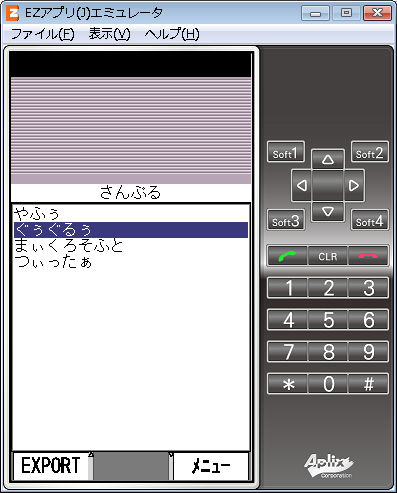 EZアプリ(J)エミュレータ
ファイル(F) 表示(V) ヘルプ(H)
さんぷる
やふぅ
ぐぅぐるぅ
まぃくろそふと
つぃったぁ
EXPORT ﾒﾆｭｰ
Soft1 Soft2
Soft3 Soft4
CLR
1 2 3
4 5 6
7 8 9
* 0 #
Aplix
Corporation